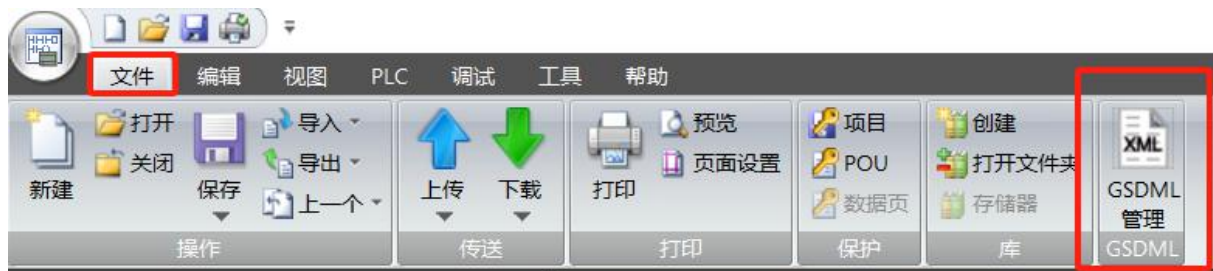 文件 编辑 视图 PLC 调试 工具 帮助
新建
打开
关闭
保存
导入
导出
上一个
操作
上传
下载
传送
打印
预览
页面设置
打印
项目
POU
数据页
保护
创建
打开文件夹
存储器
库
XML
GSDML
管理
GSDML